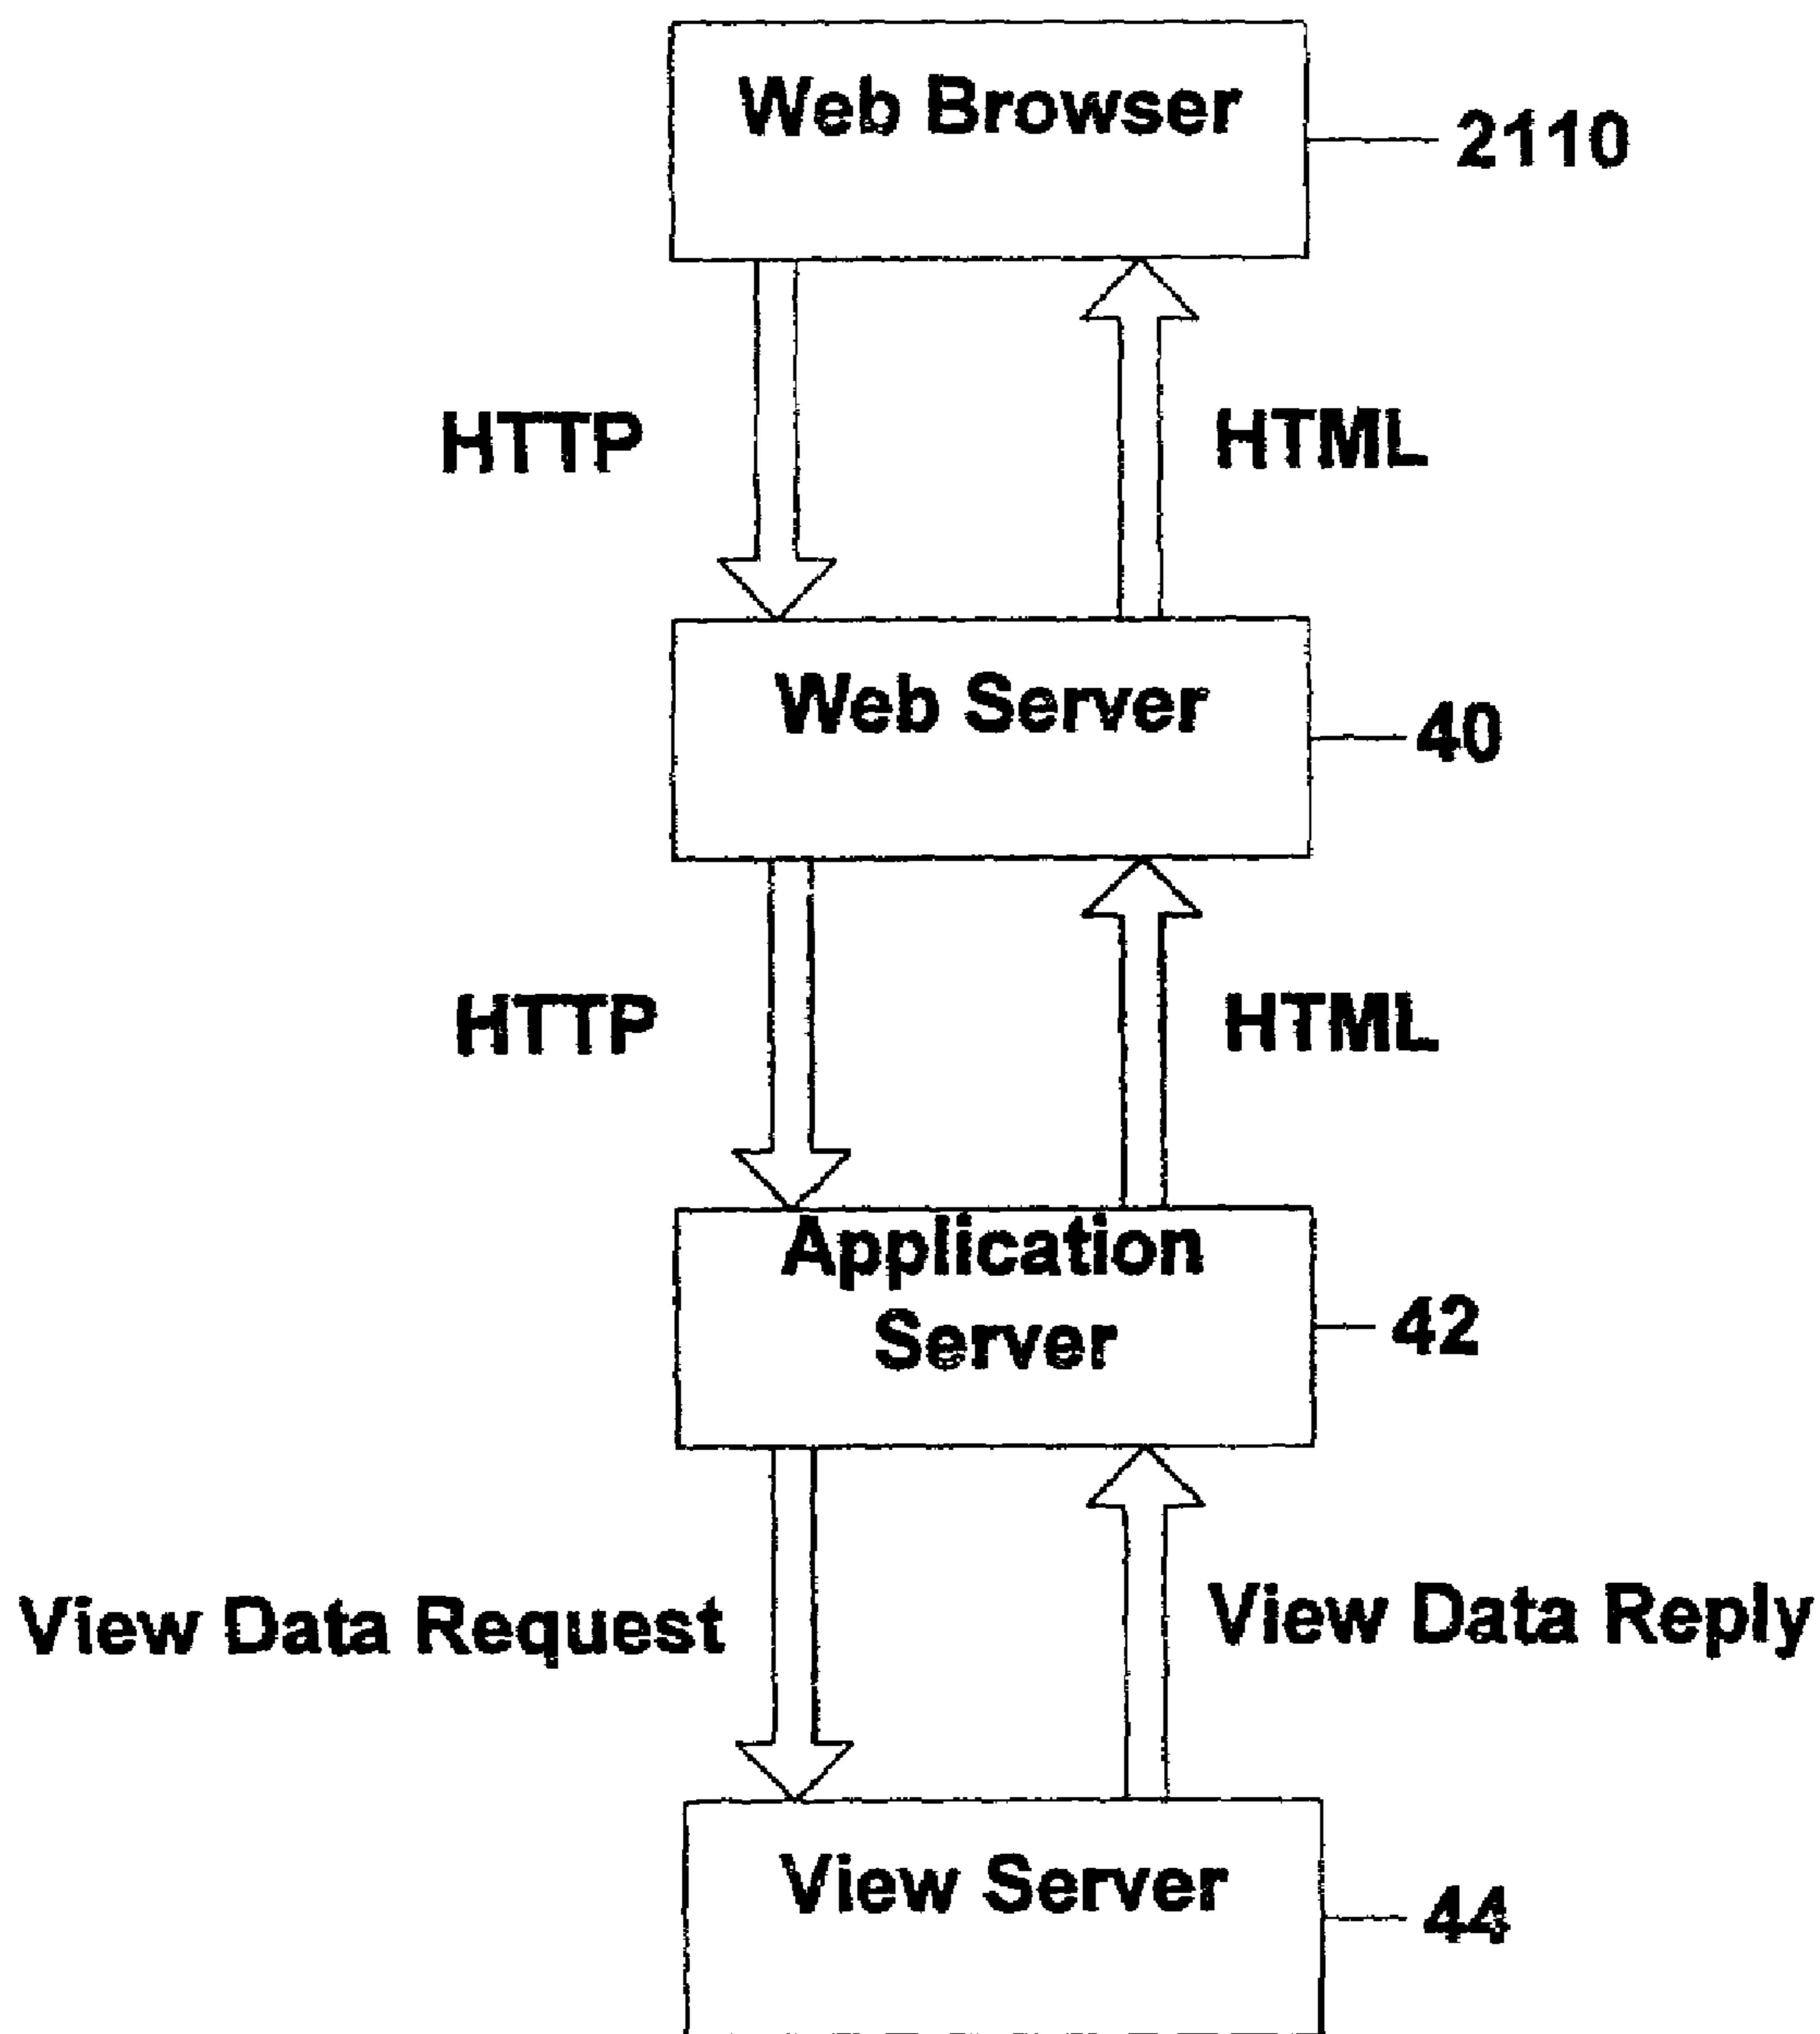 Web Browser
2110
HTTP
HTML
Web Server
40
HTTP
HTML
Application
Server
42
View Data Request
View Data Reply
View Server
44